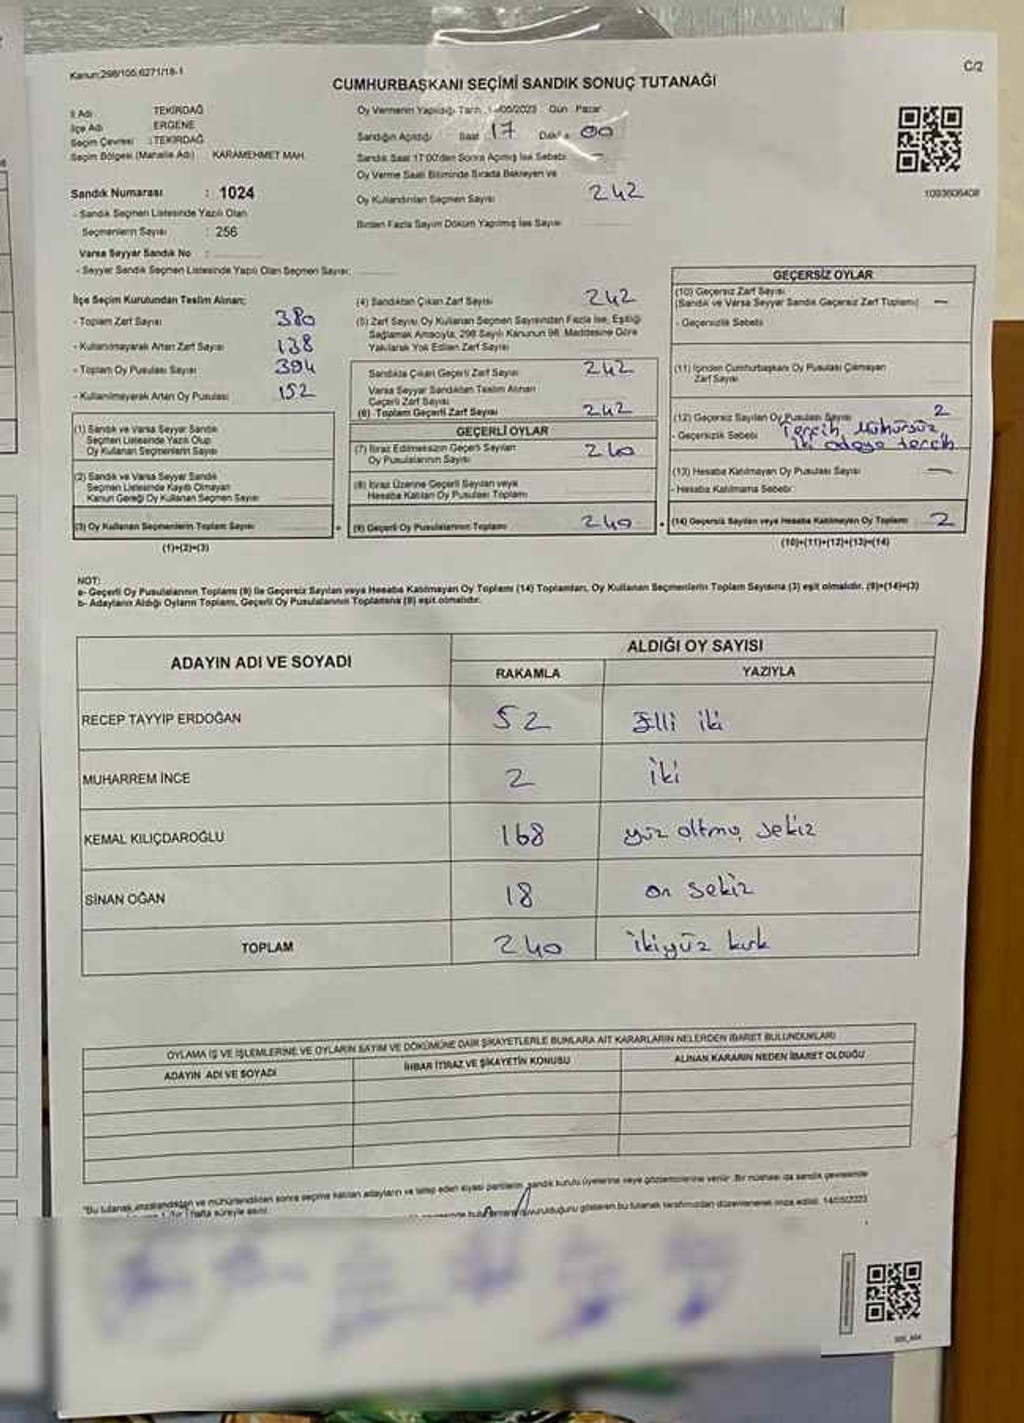 Kanun;298/105;6271/18-1
C/2
CUMHURBAŞKANI SEÇİMİ SANDIK SONUÇ TUTANAĞI
İl Adı TEKİRDAĞ
İlçe Adı ERGENE
Seçim Çevresi : TEKİRDAĞ
Seçim Bölgesi (Mahalle Adı) KARAMEHMET MAH.
Sandık Numarası : 1024
- Sandık Seçmen Listesinde Yazılı Olan
Seçmenlerin Sayısı : 256
Varsa Seyyar Sandık No :
- Seyyar Sandık Seçmen Listesinde Yazılı Olan Seçmen Sayısı:
Oy Vermenin Yapıldığı Tarih /05/2023 Gün Pazar
Sandığın Açıldığı Saat 17 Dakika 00
Sandık Saat 17:00'den Sonra Açılmış İse Sebebi —
Oy Verme Saati Bitiminde Sırada Bekleyen ve
Oy Kullandırılan Seçmen Sayısı 242
Birden Fazla Sayım Döküm Yapılmış İse Sayısı
1093606408
İlçe Seçim Kurulundan Teslim Alınan;
- Toplam Zarf Sayısı 380
- Kullanılmayarak Artan Zarf Sayısı 138
- Toplam Oy Pusulası Sayısı 394
- Kullanılmayarak Artan Oy Pusulası 152
(1) Sandık ve Varsa Seyyar Sandık
Seçmen Listesinde Yazılı Olup
Oy Kullanan Seçmenlerin Sayısı
(2) Sandık ve Varsa Seyyar Sandık
Seçmen Listesinde Kayıtlı Olmayan
Kanun Gereği Oy Kullanan Seçmen Sayısı
(3) Oy Kullanan Seçmenlerin Toplam Sayısı
(1)+(2)=(3)
(4) Sandıktan Çıkan Zarf Sayısı 242
(5) Zarf Sayısı Oy Kullanan Seçmen Sayısından Fazla İse, Eşitliği
Sağlamak Amacıyla, 298 Sayılı Kanunun 98. Maddesine Göre
Yakılarak Yok Edilen Zarf Sayısı
Sandıkta Çıkan Geçerli Zarf Sayısı 242
Varsa Seyyar Sandıktan Teslim Alınan
Geçerli Zarf Sayısı
(6) Toplam Geçerli Zarf Sayısı 242
GEÇERLİ OYLAR
(7) İtiraz Edilmeksizin Geçerli Sayılan
Oy Pusulalarının Sayısı 240
(8) İtiraz Üzerine Geçerli Sayılan veya
Hesaba Katılan Oy Pusulası Toplamı
(9) Geçerli Oy Pusulalarının Toplamı 240
GEÇERSİZ OYLAR
(10) Geçersiz Zarf Sayısı
(Sandık ve Varsa Seyyar Sandık Geçersiz Zarf Toplamı) —
- Geçersizlik Sebebi
(11) İçinden Cumhurbaşkanı Oy Pusulası Çıkmayan
Zarf Sayısı
(12) Geçersiz Sayılan Oy Pusulası Sayısı 2
- Geçersizlik Sebebi Tercih Mühürsüz
iki adaya tercih
(13) Hesaba Katılmayan Oy Pusulası Sayısı —
- Hesaba Katılmama Sebebi
(14) Geçersiz Sayılan veya Hesaba Katılmayan Oy Toplamı 2
(10)+(11)+(12)+(13)=(14)
NOT:
a- Geçerli Oy Pusulalarının Toplamı (9) ile Geçersiz Sayılan veya Hesaba Katılmayan Oy Toplamı (14) Toplamları, Oy Kullanan Seçmenlerin Toplam Sayısına (3) eşit olmalıdır. (9)+(14)=(3)
b- Adayların Aldığı Oyların Toplamı, Geçerli Oy Pusulalarının Toplamına (9) eşit olmalıdır.
ADAYIN ADI VE SOYADI
ALDIĞI OY SAYISI
RAKAMLA YAZIYLA
RECEP TAYYIP ERDOĞAN 52 Elli iki
MUHARREM İNCE 2 iki
KEMAL KILIÇDAROĞLU 168 yüz altmış sekiz
SİNAN OĞAN 18 on sekiz
TOPLAM 240 ikiyüz kırk
OYLAMA İŞ VE İŞLEMLERİNE VE OYLARIN SAYIM VE DÖKÜMÜNE DAİR ŞİKAYETLERLE BUNLARA AİT KARARLARIN NELERDEN İBARET BULUNDUKLARI
ADAYIN ADI VE SOYADI İHBAR İTİRAZ VE ŞİKAYETİN KONUSU ALINAN KARARIN NEDEN İBARET OLDUĞU
"Bu tutanak imzalandıktan ve mühürlendikten sonra seçime katılan adayların ve talep eden siyasi partilerin sandık kurulu üyelerine veya gözlemcilerine verilir. Bir nüshası da sandık çevresinde
hafta süreyle asılır. gösteren bu tutanak tarafımızdan düzenlenerek imza edildi. 14/05/2023